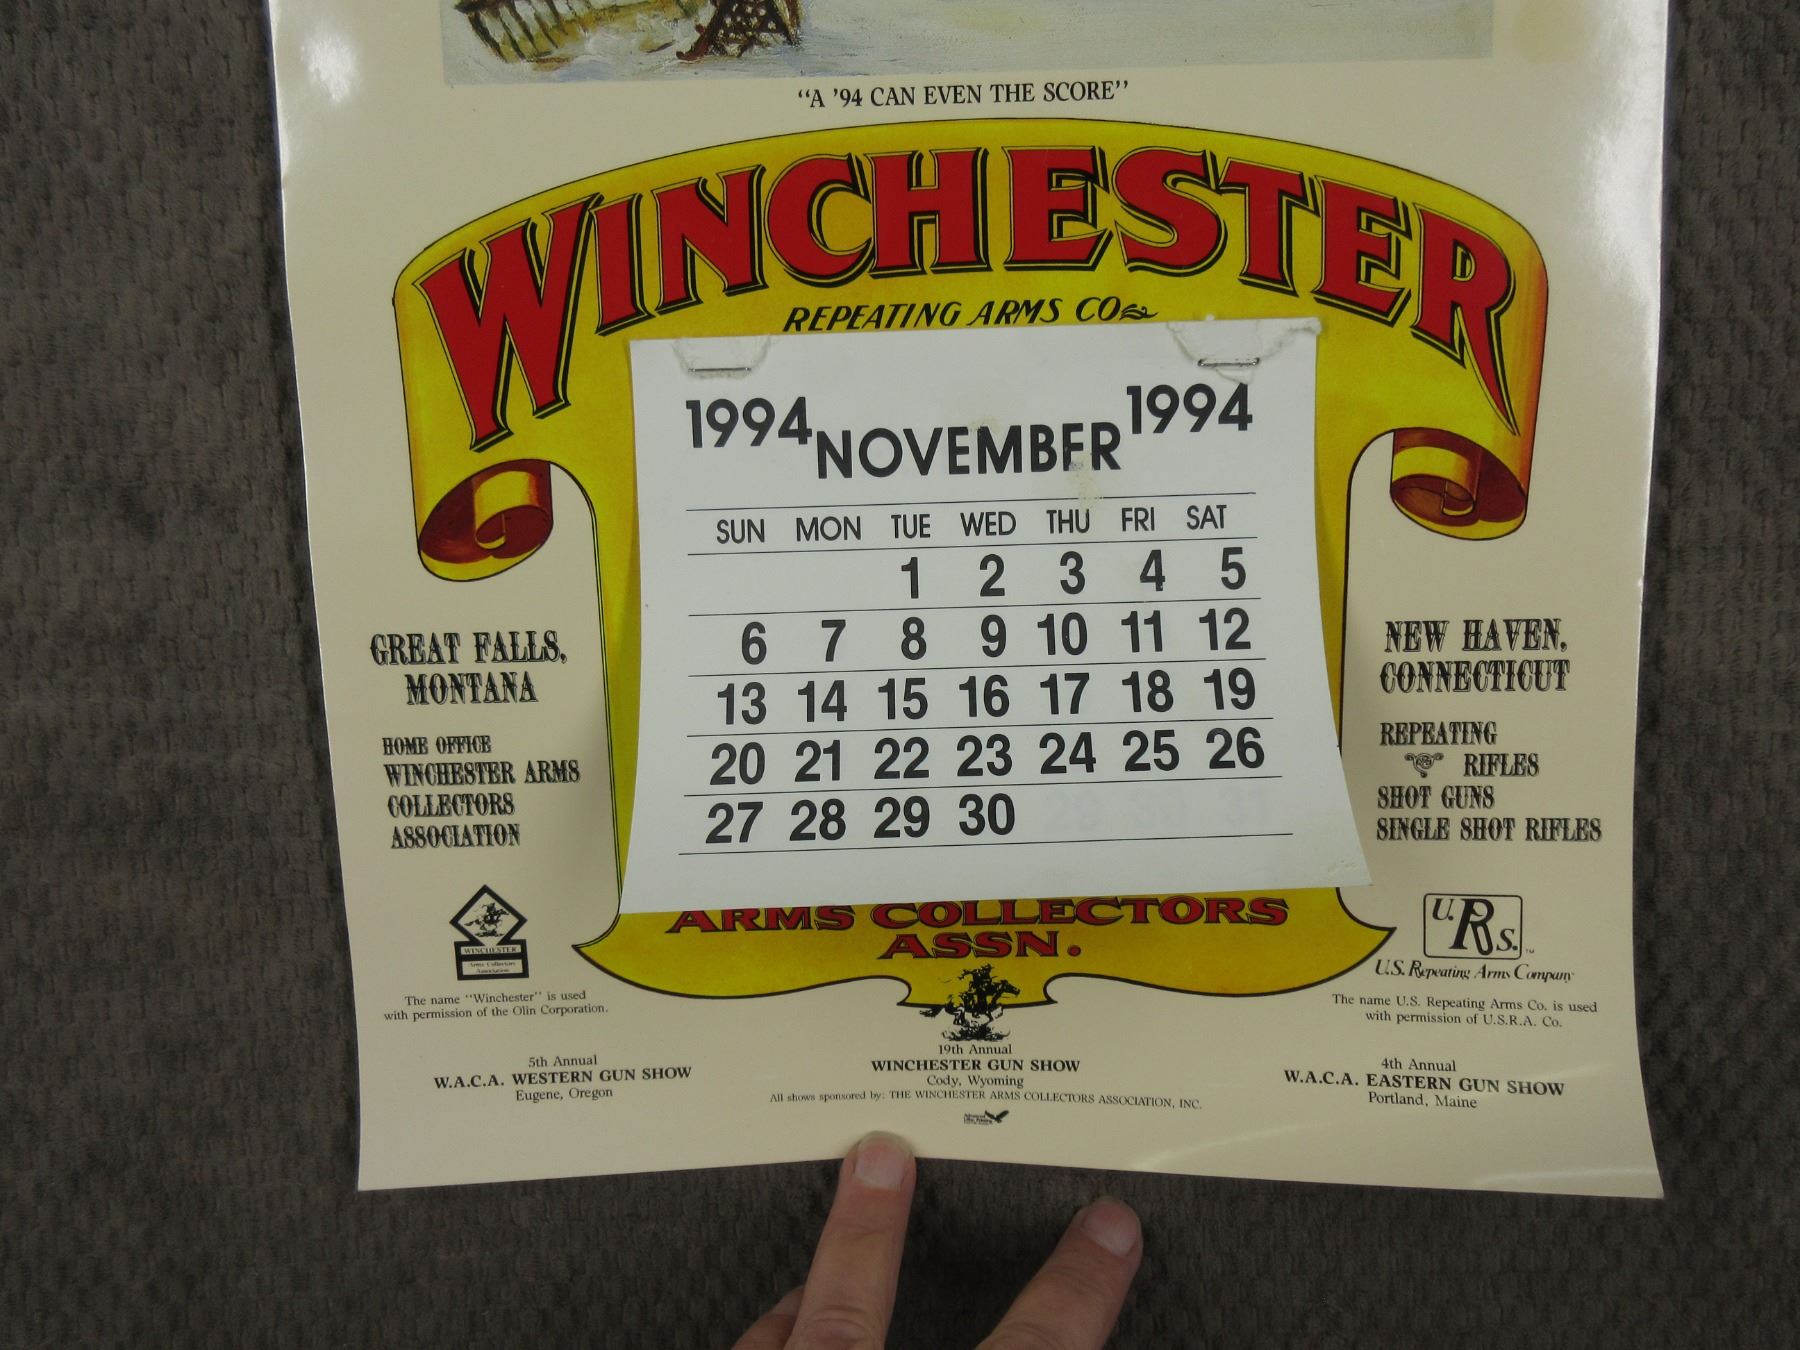 "A '94 CAN EVEN THE SCORE"
WINCHESTER
REPEATING ARMS CO
1994 NOVEMBER 1994
SUN MON TUE WED THU FRI SAT
1 2 3 4 5
6 7 8 9 10 11 12
13 14 15 16 17 18 19
20 21 22 23 24 25 26
27 28 29 30
GREAT FALLS,
MONTANA
HOME OFFICE
WINCHESTER ARMS
COLLECTORS
ASSOCIATION
NEW HAVEN,
CONNECTICUT
REPEATING
RIFLES
SHOT GUNS
SINGLE SHOT RIFLES
ARMS COLLECTORS
ASSN.
WINCHESTER
Arms Collectors
Association
The name "Winchester" is used
with permission of the Olin Corporation.
U.R.S.™
U.S. Repeating Arms Company
The name U.S. Repeating Arms Co. is used
with permission of U.S.R.A. Co.
5th Annual
W.A.C.A. WESTERN GUN SHOW
Eugene, Oregon
19th Annual
WINCHESTER GUN SHOW
Cody, Wyoming
All shows sponsored by: THE WINCHESTER ARMS COLLECTORS ASSOCIATION, INC.
4th Annual
W.A.C.A. EASTERN GUN SHOW
Portland, Maine